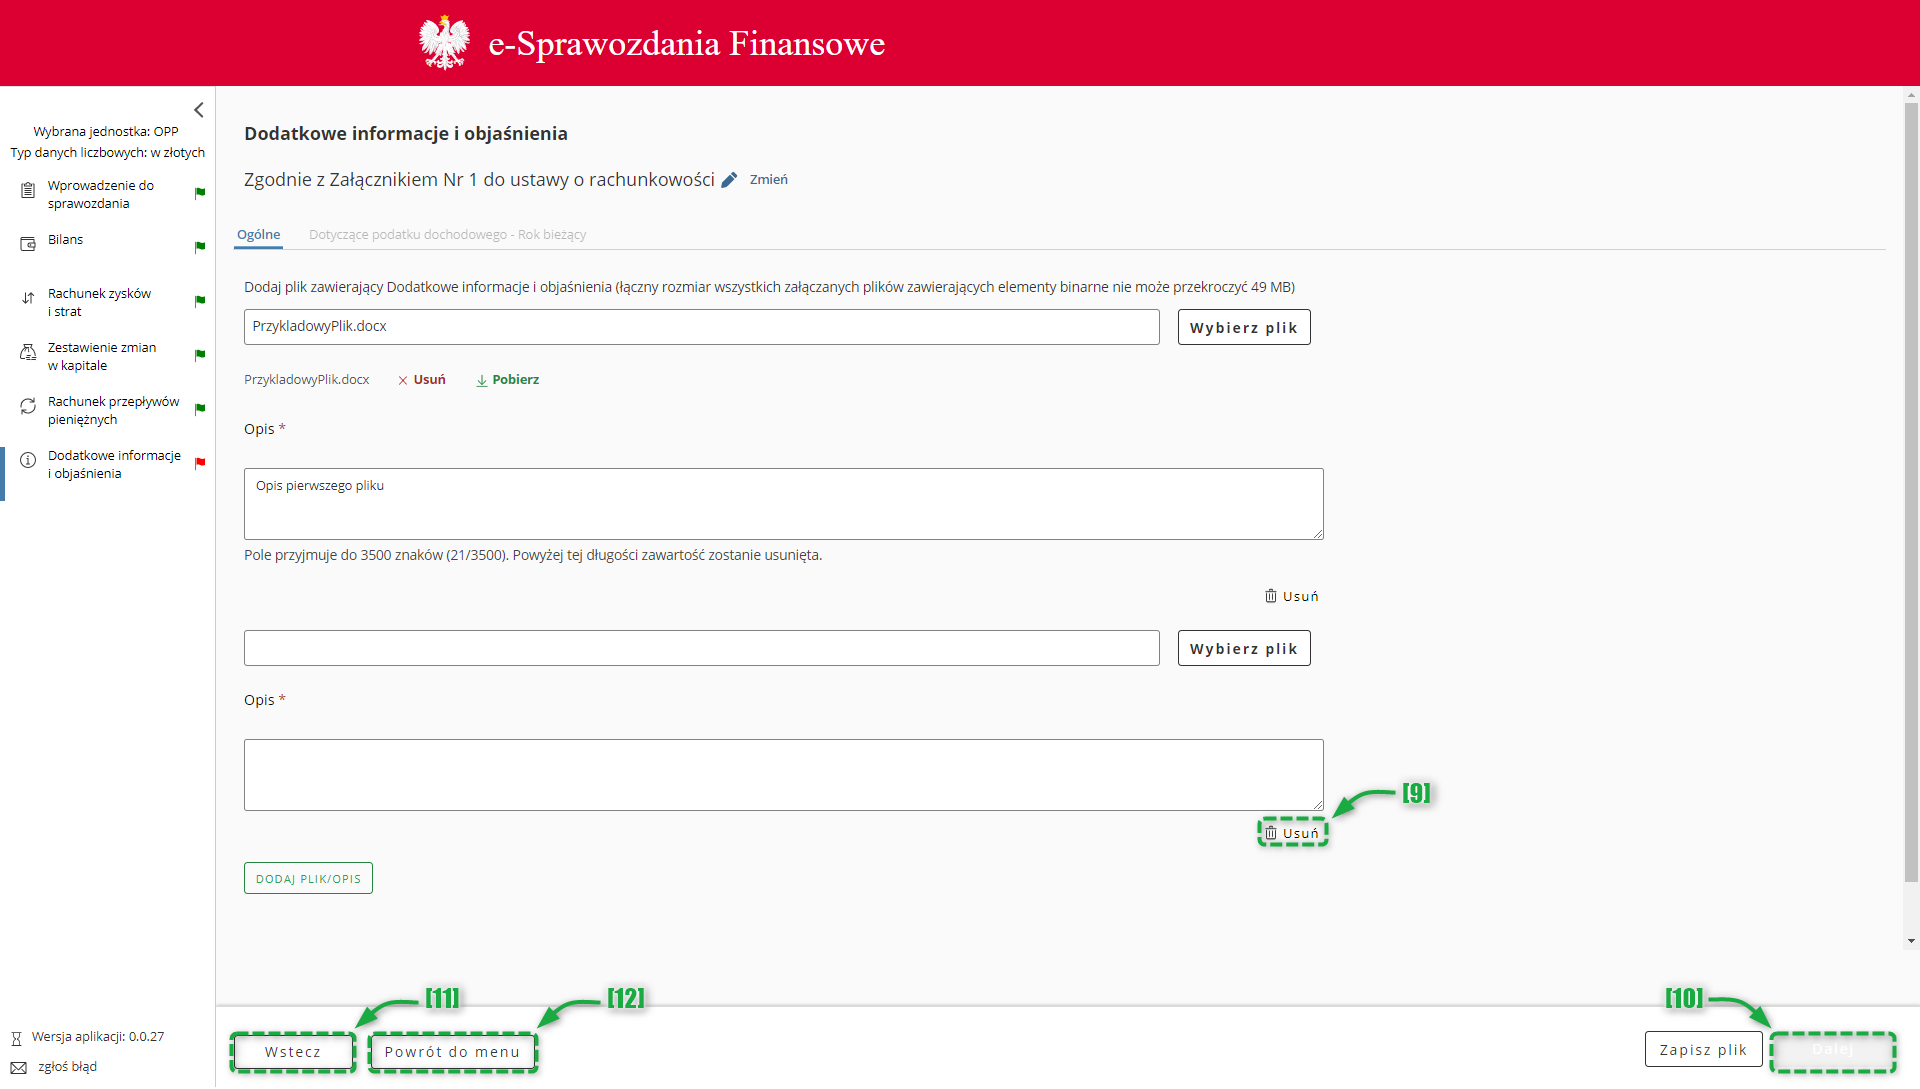 e-Sprawozdania Finansowe
Wybrana jednostka: OPP
Typ danych liczbowych: w złotych
Wprowadzenie do
sprawozdania
Bilans
Rachunek zysków
i strat
Zestawienie zmian
w kapitale
Rachunek przepływów
pieniężnych
Dodatkowe informacje
i objaśnienia
Wersja aplikacji: 0.0.27
zgłoś błąd
Dodatkowe informacje i objaśnienia
Zgodnie z Załącznikiem Nr 1 do ustawy o rachunkowości Zmień
Ogólne Dotyczące podatku dochodowego - Rok bieżący
Dodaj plik zawierający Dodatkowe informacje i objaśnienia (łączny rozmiar wszystkich załączanych plików zawierających elementy binarne nie może przekroczyć 49 MB)
PrzykladowyPlik.docx Wybierz plik
PrzykladowyPlik.docx Usuń Pobierz
Opis *
Opis pierwszego pliku
Pole przyjmuje do 3500 znaków (21/3500). Powyżej tej długości zawartość zostanie usunięta.
Usuń
Wybierz plik
Opis *
[9]
Usuń
DODAJ PLIK/OPIS
[11] [12] [10]
Wstecz Powrót do menu Zapisz plik Dalej